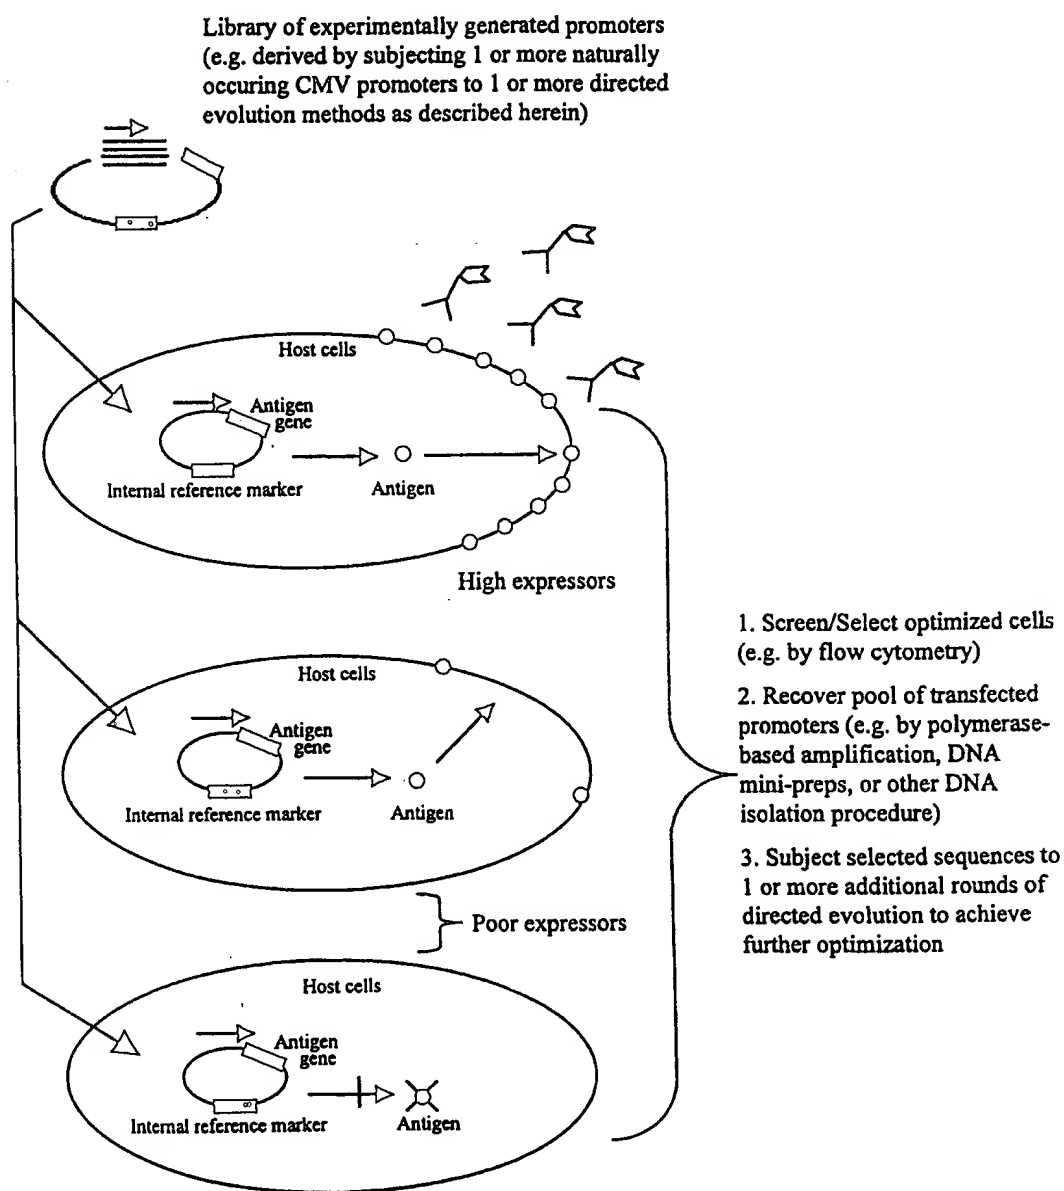 Library of experimentally generated promoters
(e.g. derived by subjecting 1 or more naturally
occuring CMV promoters to 1 or more directed
evolution methods as described herein)
Host cells
Antigen
gene
Internal reference marker
Antigen
High expressors
Host cells
Antigen
gene
Internal reference marker
Antigen
Poor expressors
Host cells
Antigen
gene
Internal reference marker
Antigen
1. Screen/Select optimized cells
(e.g. by flow cytometry)
2. Recover pool of transfected
promoters (e.g. by polymerase-
based amplification, DNA
mini-preps, or other DNA
isolation procedure)
3. Subject selected sequences to
1 or more additional rounds of
directed evolution to achieve
further optimization